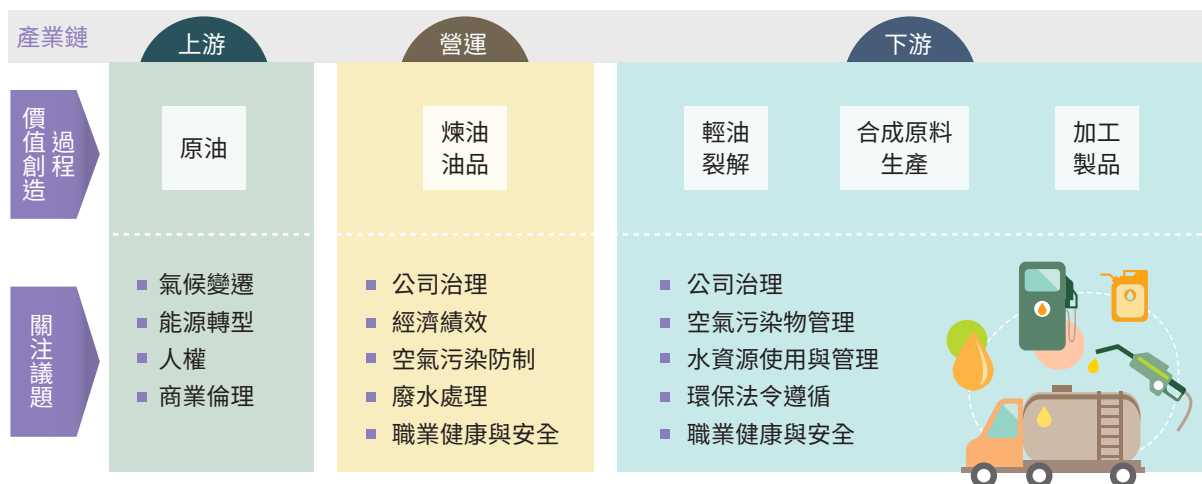 產業鏈
上游
營運
下游
價值創造
過程
原油
煉油
油品
輕油
裂解
合成原料
生產
加工
製品
關注議題
氣候變遷
能源轉型
人權
商業倫理
公司治理
經濟績效
空氣污染防制
廢水處理
職業健康與安全
公司治理
空氣污染物管理
水資源使用與管理
環保法令遵循
職業健康與安全